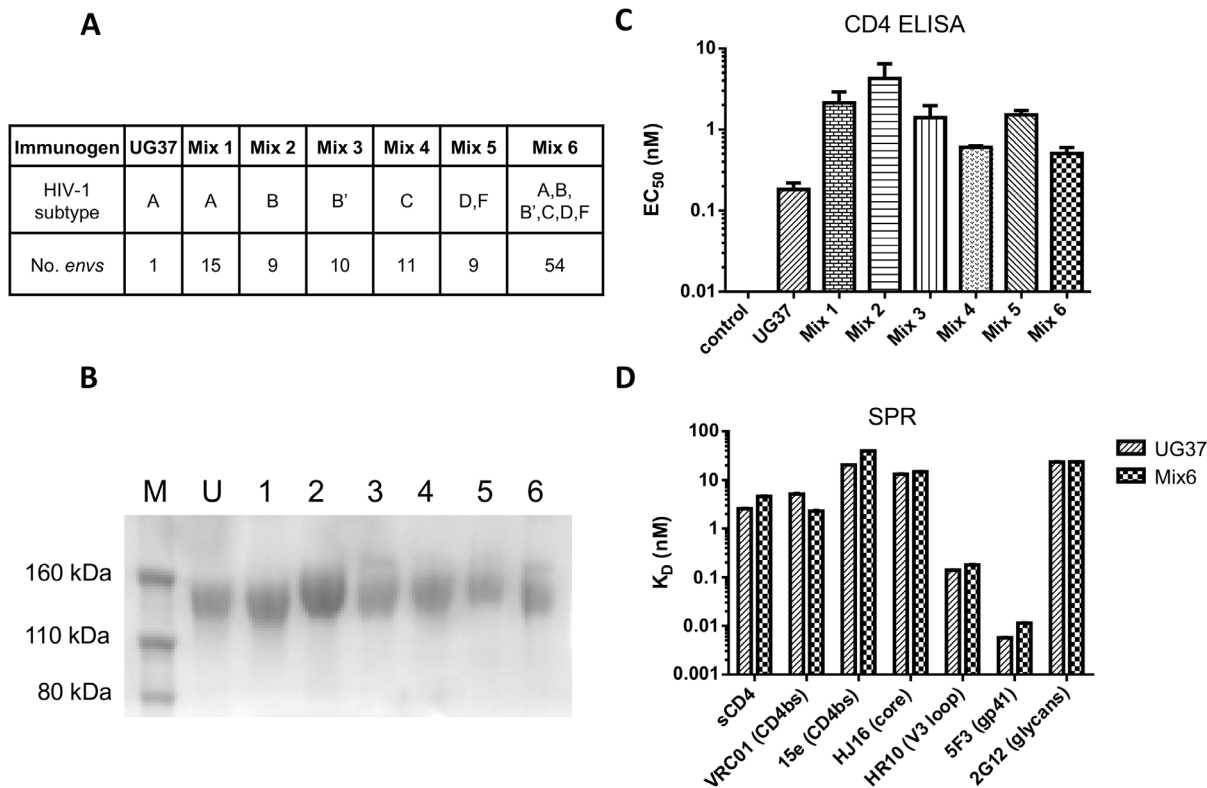 A
Immunogen UG37 Mix 1 Mix 2 Mix 3 Mix 4 Mix 5 Mix 6
HIV-1 subtype A A B B' C D,F A,B, B',C,D,F
No. envs 1 15 9 10 11 9 54
B
M U 1 2 3 4 5 6
160 kDa
110 kDa
80 kDa
C
CD4 ELISA
EC50 (nM)
10
1
0.1
0.01
control UG37 Mix 1 Mix 2 Mix 3 Mix 4 Mix 5 Mix 6
D
SPR
KD (nM)
100
10
1
0.1
0.01
0.001
sCD4 VRC01 (CD4bs) 15e (CD4bs) HJ16 (core) HR10 (V3 loop) 5F3 (gp41) 2G12 (glycans)
UG37
Mix6